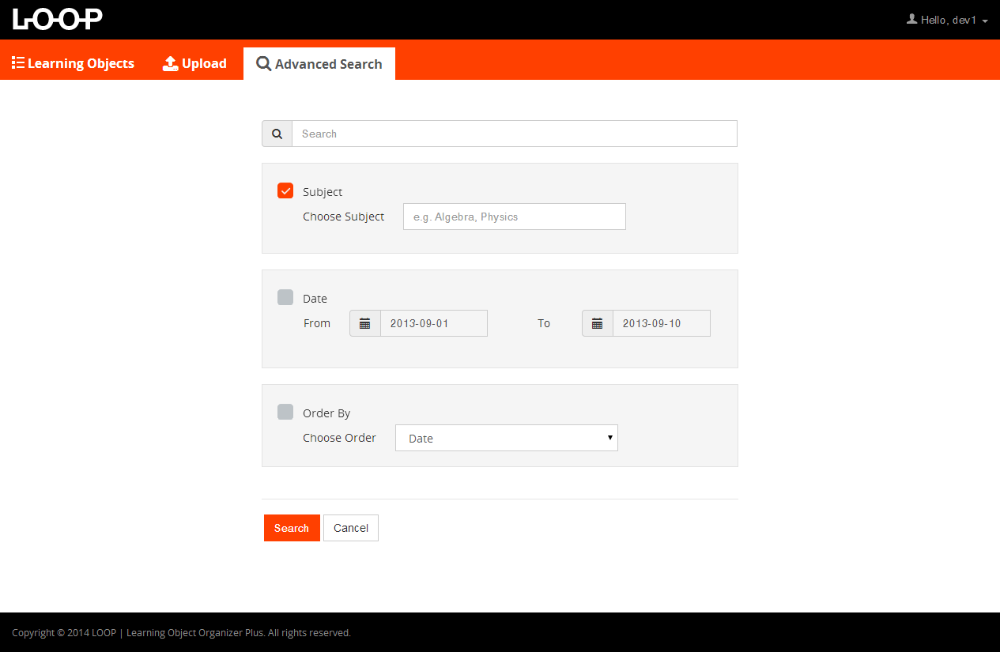 L-O-O-P
Hello, dev1
Learning Objects Upload Advanced Search
Search
Subject
Choose Subject e.g. Algebra, Physics
Date
From 2013-09-01 To 2013-09-10
Order By
Choose Order Date
Search Cancel
Copyright © 2014 LOOP | Learning Object Organizer Plus. All rights reserved.